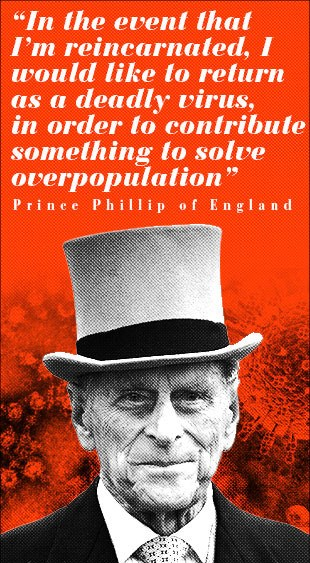 “In the event that
I’m reincarnated, I
would like to return
as a deadly virus,
in order to contribute
something to solve
overpopulation”
Prince Phillip of England